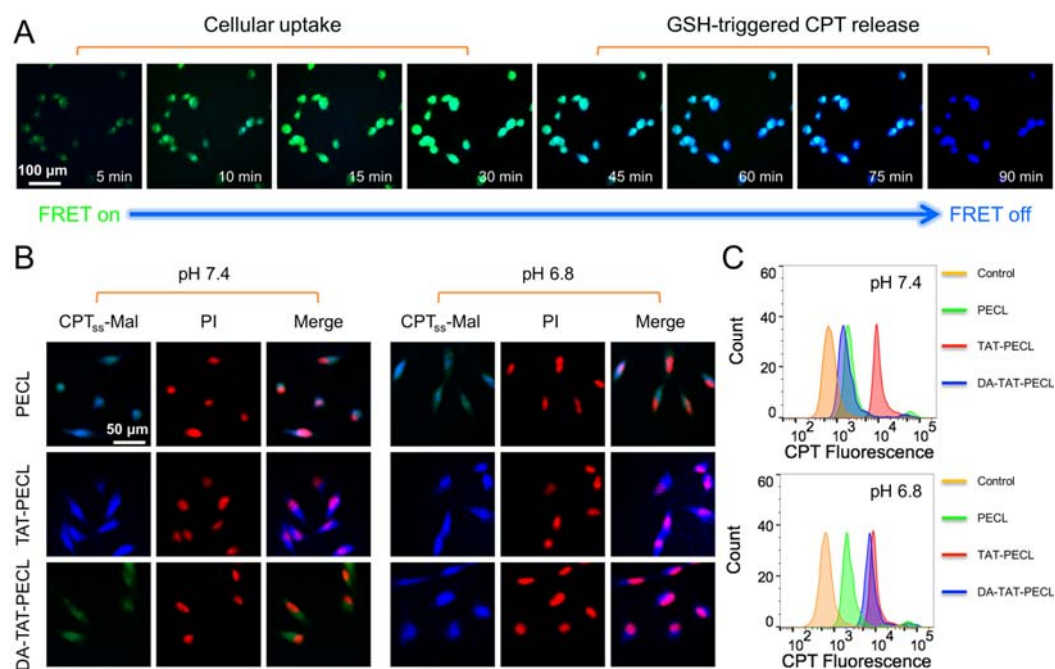 A
Cellular uptake
GSH-triggered CPT release
100 µm
5 min
10 min
15 min
30 min
45 min
60 min
75 min
90 min
FRET on
FRET off
B
pH 7.4
pH 6.8
CPTss-Mal
PI
Merge
CPTss-Mal
PI
Merge
PECL
50 µm
TAT-PECL
DA-TAT-PECL
C
60
40
20
0
Count
pH 7.4
10² 10³ 10⁴ 10⁵
CPT Fluorescence
Control
PECL
TAT-PECL
DA-TAT-PECL
60
40
20
0
Count
pH 6.8
10² 10³ 10⁴ 10⁵
CPT Fluorescence
Control
PECL
TAT-PECL
DA-TAT-PECL